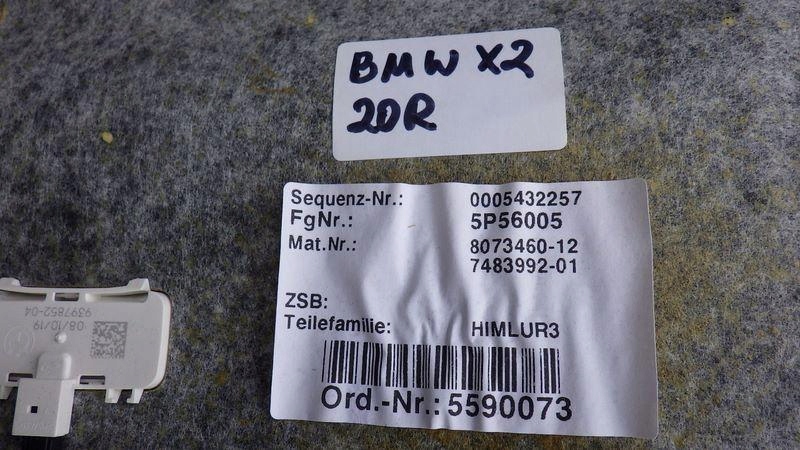 BMW X2
20R
Sequenz-Nr.: 0005432257
FgNr.: 5P56005
Mat.Nr.: 8073460-12
7483992-01
ZSB:
Teilefamilie: HIMLUR3
Ord.-Nr.: 5590073
08/10/19
9397852-04